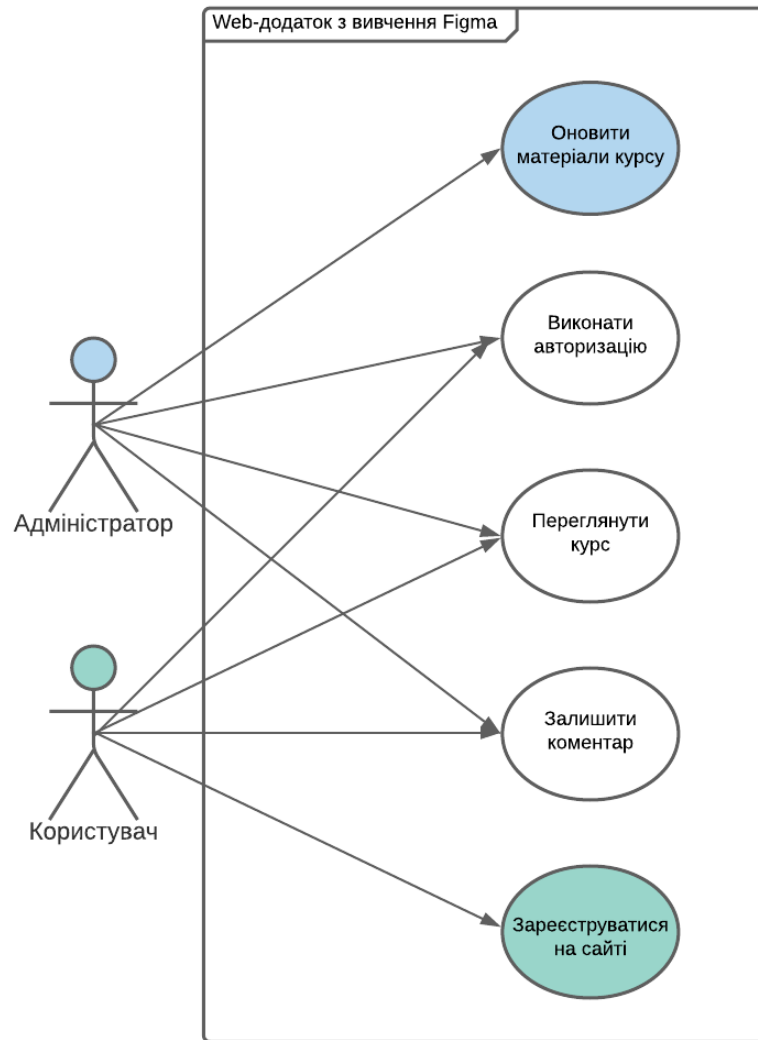 Web-додаток з вивчення Figma
Оновити
матеріали курсу
Виконати
авторизацію
Адміністратор
Переглянути
курс
Залишити
коментар
Користувач
Зареєструватися
на сайті